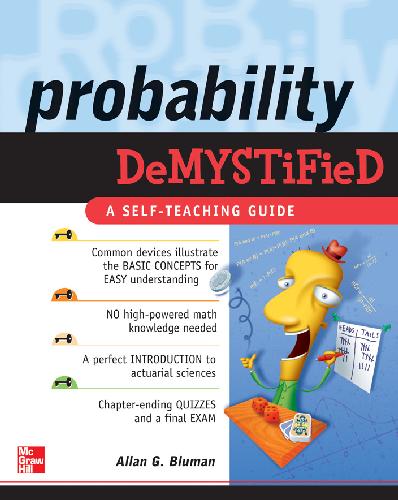 probability
DeMYSTiFieD
A SELF-TEACHING GUIDE
Common devices illustrate
the BASIC CONCEPTS for
EASY understanding
NO high-powered math
knowledge needed
A perfect INTRODUCTION to
actuarial sciences
Chapter-ending QUIZZES
and a final EXAM
HEADS TAILS
Mc
Graw
Hill
Allan G. Bluman